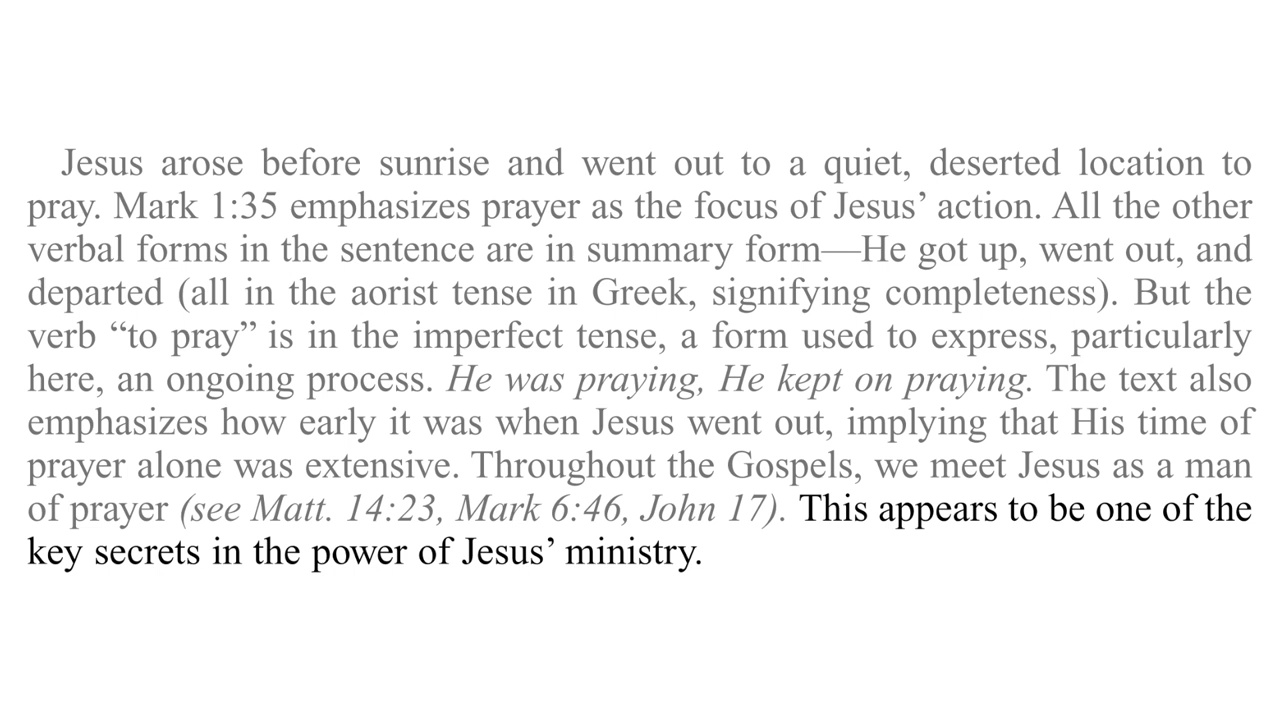 Jesus arose before sunrise and went out to a quiet, deserted location to
pray. Mark 1:35 emphasizes prayer as the focus of Jesus’ action. All the other
verbal forms in the sentence are in summary form—He got up, went out, and
departed (all in the aorist tense in Greek, signifying completeness). But the
verb “to pray” is in the imperfect tense, a form used to express, particularly
here, an ongoing process. He was praying, He kept on praying. The text also
emphasizes how early it was when Jesus went out, implying that His time of
prayer alone was extensive. Throughout the Gospels, we meet Jesus as a man
of prayer (see Matt. 14:23, Mark 6:46, John 17). This appears to be one of the
key secrets in the power of Jesus’ ministry.